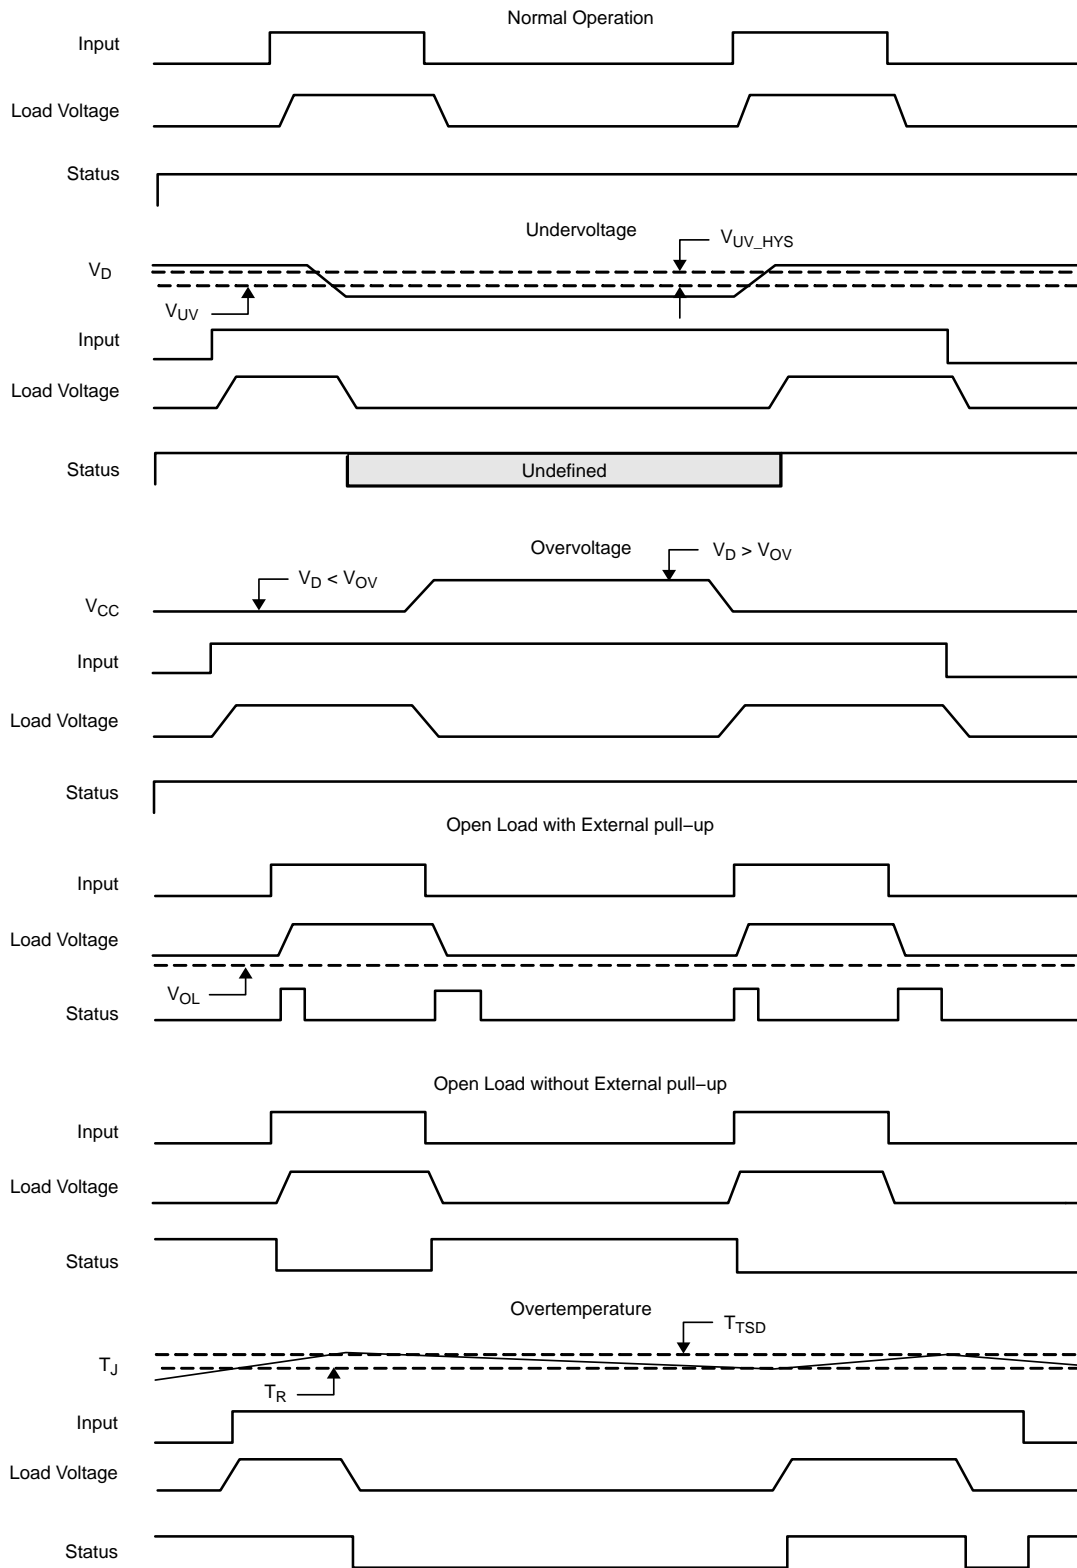 Normal Operation
Input
Load Voltage
Status
Undervoltage
V_UV_HYS
V_D
V_UV
Input
Load Voltage
Status
Undefined
Overvoltage
V_D > V_OV
V_D < V_OV
V_CC
Input
Load Voltage
Status
Open Load with External pull−up
Input
Load Voltage
V_OL
Status
Open Load without External pull−up
Input
Load Voltage
Status
Overtemperature
T_TSD
T_J
T_R
Input
Load Voltage
Status